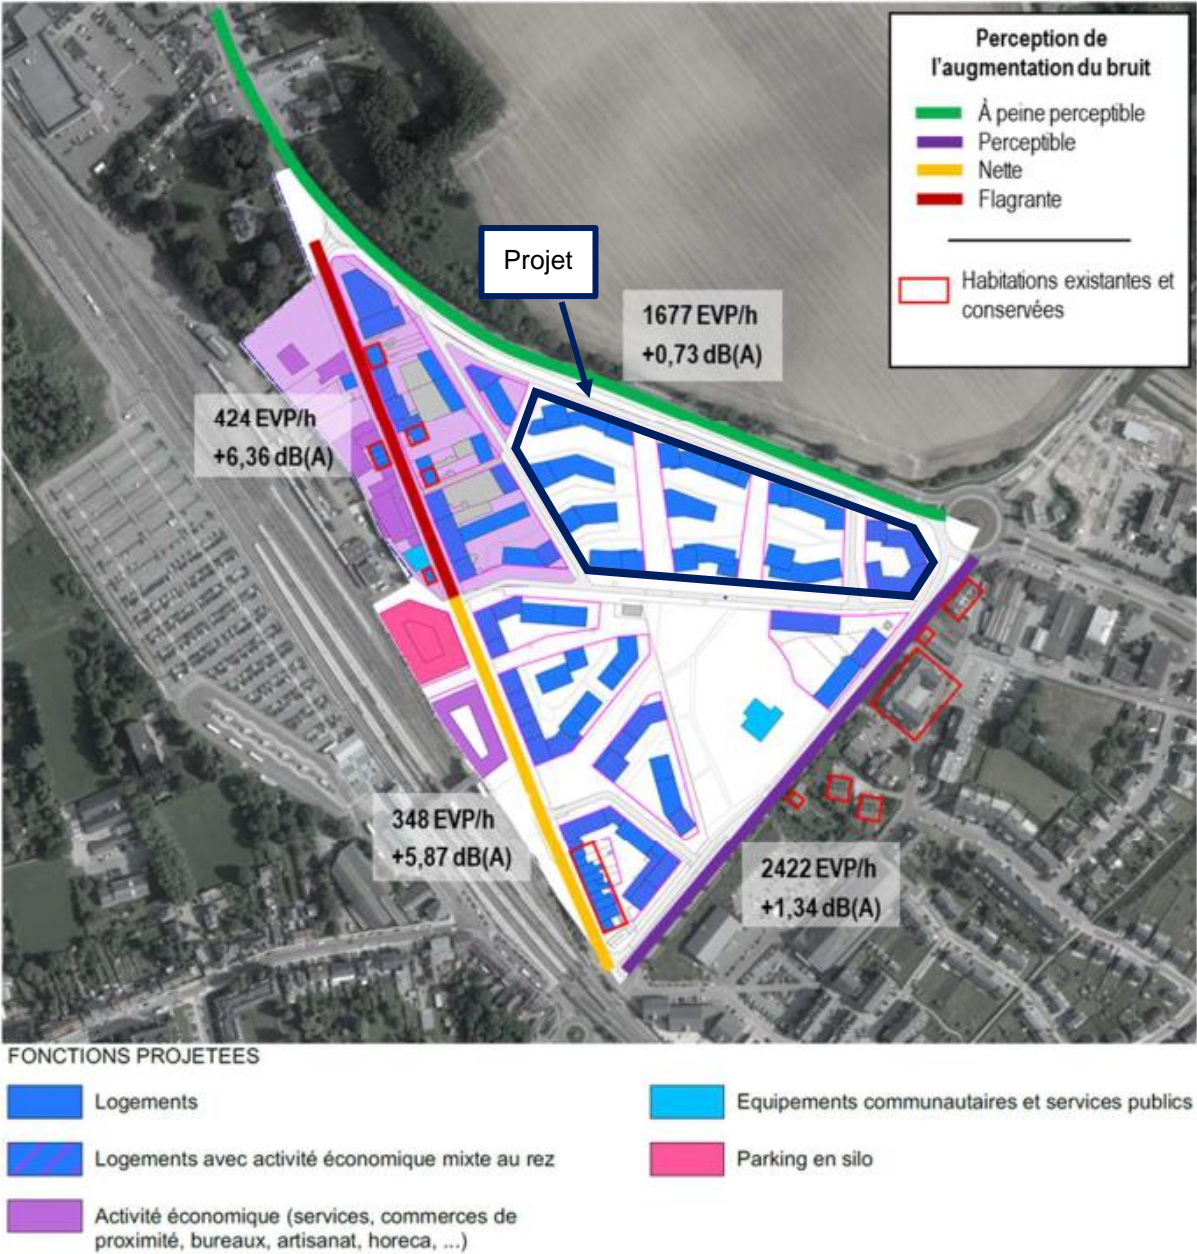 Perception de
l'augmentation du bruit
À peine perceptible
Perceptible
Nette
Flagrante
Habitations existantes et
conservées
Projet
1677 EVP/h
+0,73 dB(A)
424 EVP/h
+6,36 dB(A)
348 EVP/h
+5,87 dB(A)
2422 EVP/h
+1,34 dB(A)
FONCTIONS PROJETEES
Logements
Logements avec activité économique mixte au rez
Activité économique (services, commerces de
proximité, bureaux, artisanat, horeca, ...)
Equipements communautaires et services publics
Parking en silo